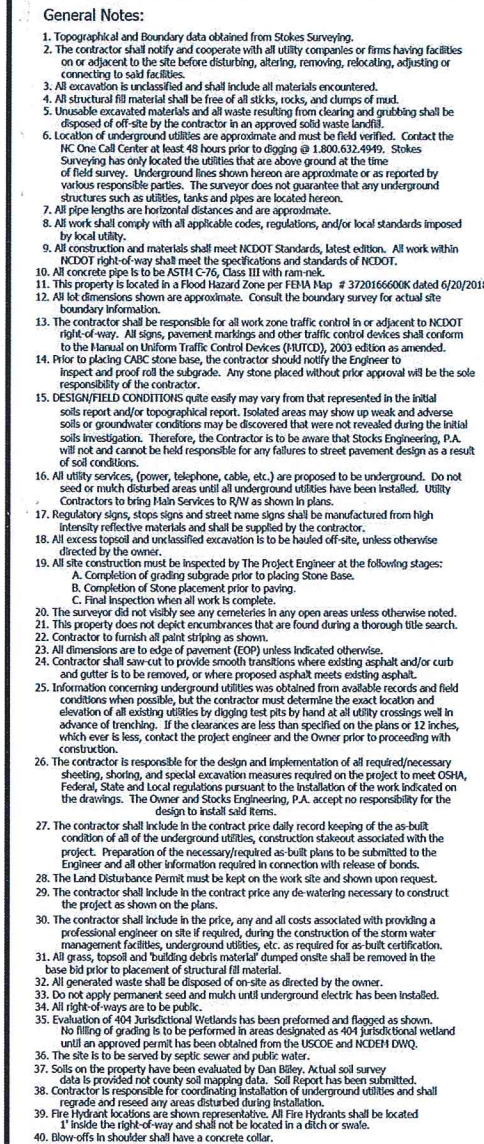 General Notes:
1. Topographical and Boundary data obtained from Stokes Surveying.
2. The contractor shall notify and cooperate with all utility companies or firms having facilities
on or adjacent to the site before disturbing, altering, removing, relocating, adjusting or
connecting to said facilities.
3. All excavation is unclassified and shall include all materials encountered.
4. All structural fill material shall be free of all sticks, rocks, and clumps of mud.
5. Unusable excavated materials and all waste resulting from clearing and grubbing shall be
disposed of off-site by the contractor in an approved solid waste landfill.
6. Location of underground utilities are approximate and must be field verified. Contact the
NC One Call Center at least 48 hours prior to digging @ 1.800.632.4949. Stokes
Surveying has only located the utilities that are above ground at the time
of field survey. Underground lines shown hereon are approximate or as reported by
various responsible parties. The surveyor does not guarantee that any underground
structures such as utilities, tanks and pipes are located hereon.
7. All pipe lengths are horizontal distances and are approximate.
8. All work shall comply with all applicable codes, regulations, and/or local standards imposed
by local utility.
9. All construction and materials shall meet NCDOT Standards, latest edition. All work within
NCDOT right-of-way shall meet the specifications and standards of NCDOT.
10. All concrete pipe is to be ASTM C-76, Class III with ram-nek.
11. This property is located in a Flood Hazard Zone per FEMA Map # 3720166600K dated 6/20/2018
12. All lot dimensions shown are approximate. Consult the boundary survey for actual site
boundary information.
13. The contractor shall be responsible for all work zone traffic control in or adjacent to NCDOT
right-of-way. All signs, pavement markings and other traffic control devices shall conform
to the Manual on Uniform Traffic Control Devices (MUTCD), 2003 edition as amended.
14. Prior to placing CABC stone base, the contractor should notify the Engineer to
inspect and proof roll the subgrade. Any stone placed without prior approval will be the sole
responsibility of the contractor.
15. DESIGN/FIELD CONDITIONS quite easily may vary from that represented in the initial
soils report and/or topographical report. Isolated areas may show up weak and adverse
soils or groundwater conditions may be discovered that were not revealed during the initial
soils investigation. Therefore, the Contractor is to be aware that Stocks Engineering, P.A.
will not and cannot be held responsible for any failures to street pavement design as a result
of soil conditions.
16. All utility services, (power, telephone, cable, etc.) are proposed to be underground. Do not
seed or mulch disturbed areas until all underground utilities have been installed. Utility
Contractors to bring Main Services to R/W as shown in plans.
17. Regulatory signs, stops signs and street name signs shall be manufactured from high
intensity reflective materials and shall be supplied by the contractor.
18. All excess topsoil and unclassified excavation is to be hauled off-site, unless otherwise
directed by the owner.
19. All site construction must be inspected by The Project Engineer at the following stages:
A. Completion of grading subgrade prior to placing Stone Base.
B. Completion of Stone placement prior to paving.
C. Final inspection when all work is complete.
20. The surveyor did not visibly see any cemeteries in any open areas unless otherwise noted.
21. This property does not depict encumbrances that are found during a thorough title search.
22. Contractor to furnish all paint striping as shown.
23. All dimensions are to edge of pavement (EOP) unless indicated otherwise.
24. Contractor shall saw-cut to provide smooth transitions where existing asphalt and/or curb
and gutter is to be removed, or where proposed asphalt meets existing asphalt.
25. Information concerning underground utilities was obtained from available records and field
conditions when possible, but the contractor must determine the exact location and
elevation of all existing utilities by digging test pits by hand at all utility crossings well in
advance of trenching. If the clearances are less than specified on the plans or 12 inches,
which ever is less, contact the project engineer and the Owner prior to proceeding with
construction.
26. The contractor is responsible for the design and implementation of all required/necessary
sheeting, shoring, and special excavation measures required on the project to meet OSHA,
Federal, State and Local regulations pursuant to the installation of the work indicated on
the drawings. The Owner and Stocks Engineering, P.A. accept no responsibility for the
design to install said items.
27. The contractor shall include in the contract price daily record keeping of the as-built
condition of all of the underground utilities, construction stakeout associated with the
project. Preparation of the necessary/required as-built plans to be submitted to the
Engineer and all other information required in connection with release of bonds.
28. The Land Disturbance Permit must be kept on the work site and shown upon request.
29. The contractor shall include in the contract price any de-watering necessary to construct
the project as shown on the plans.
30. The contractor shall include in the price, any and all costs associated with providing a
professional engineer on site if required, during the construction of the storm water
management facilities, underground utilities, etc. as required for as-built certification.
31. All grass, topsoil and 'building debris material' dumped onsite shall be removed in the
base bid prior to placement of structural fill material.
32. All generated waste shall be disposed of on-site as directed by the owner.
33. Do not apply permanent seed and mulch until underground electric has been installed.
34. All right-of-ways are to be public.
35. Evaluation of 404 Jurisdictional Wetlands has been preformed and flagged as shown.
No filling of grading is to be performed in areas designated as 404 jurisdictional wetland
until an approved permit has been obtained from the USCOE and NCDEM DWQ.
36. The site is to be served by septic sewer and public water.
37. Soils on the property have been evaluated by Dan Bliley. Actual soil survey
data is provided not county soil mapping data. Soil Report has been submitted.
38. Contractor is responsible for coordinating installation of underground utilities and shall
regrade and reseed any areas disturbed during installation.
39. Fire Hydrant locations are shown representative. All Fire Hydrants shall be located
1' inside the right-of-way and shall not be located in a ditch or swale.
40. Blow-offs in shoulder shall have a concrete collar.